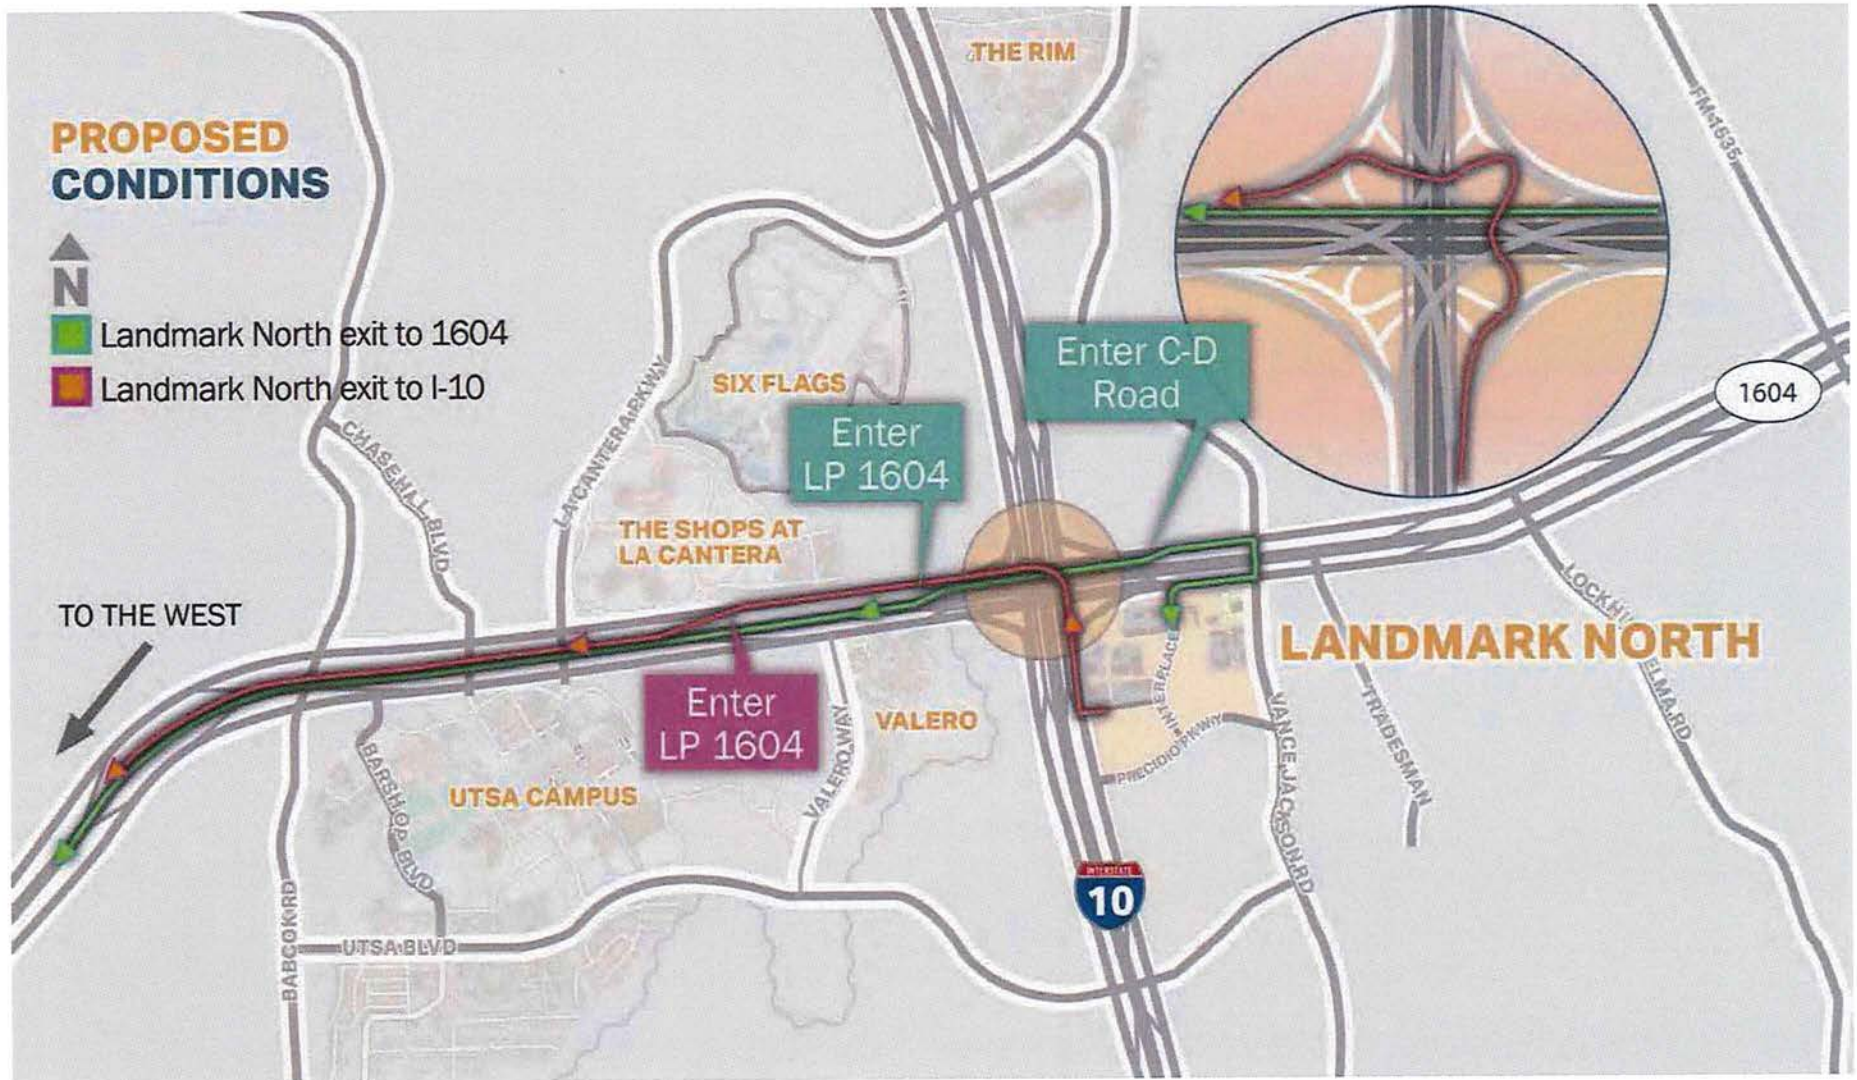 THE RIM
PROPOSED
CONDITIONS
N
Landmark North exit to 1604
Landmark North exit to I-10
FM 1535
SIX FLAGS
Enter C-D
Road
1604
Enter
LP 1604
LA CANTERA PKWY
CHASE HILL BLVD
THE SHOPS AT
LA CANTERA
TO THE WEST
LOCKHILL
SELMA RD
LANDMARK NORTH
Enter
LP 1604
VALERO
VALERO WAY
PRECIDIO PKWY
VANCE JACKSON RD
TRADESMAN
BARSHOP BLVD
UTSA CAMPUS
INTERSTATE
10
BABCOCK RD
UTSA BLVD